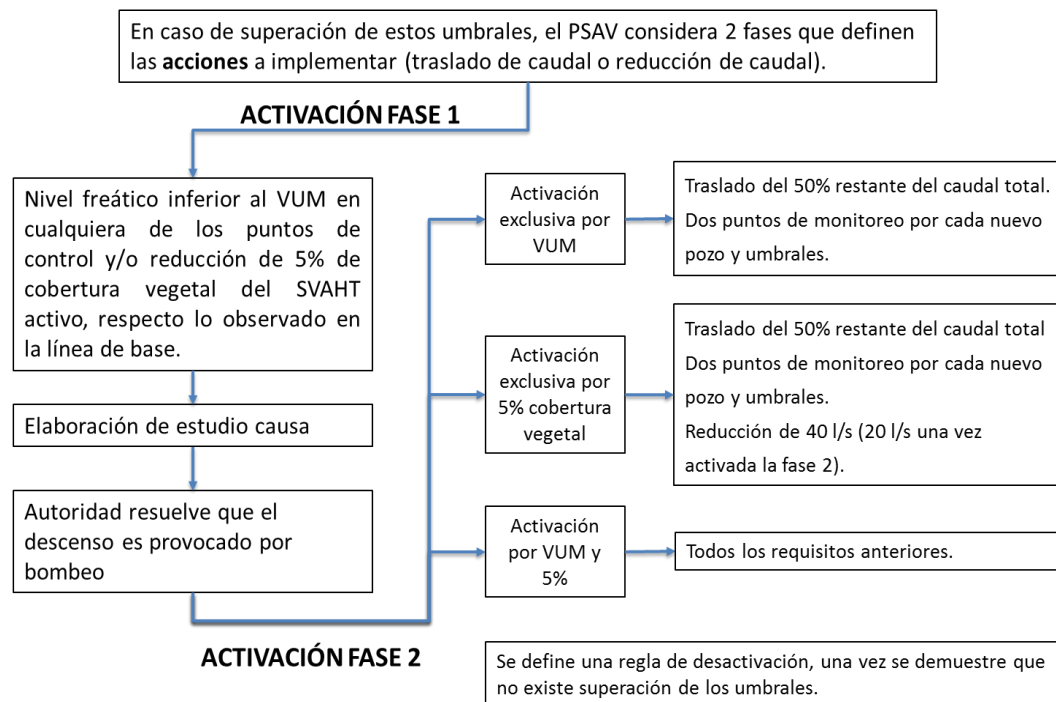 En caso de superación de estos umbrales, el PSAV considera 2 fases que definen
las acciones a implementar (traslado de caudal o reducción de caudal).
ACTIVACIÓN FASE 1
Nivel freático inferior al VUM en
cualquiera de los puntos de
control y/o reducción de 5% de
cobertura vegetal del SVAHT
activo, respecto lo observado en
la línea de base.
Elaboración de estudio causa
Autoridad resuelve que el
descenso es provocado por
bombeo
ACTIVACIÓN FASE 2
Activación
exclusiva por
VUM
Traslado del 50% restante del caudal total.
Dos puntos de monitoreo por cada nuevo
pozo y umbrales.
Activación
exclusiva por
5% cobertura
vegetal
Traslado del 50% restante del caudal total
Dos puntos de monitoreo por cada nuevo
pozo y umbrales.
Reducción de 40 l/s (20 l/s una vez
activada la fase 2).
Activación
por VUM y
5%
Todos los requisitos anteriores.
Se define una regla de desactivación, una vez se demuestre que
no existe superación de los umbrales.